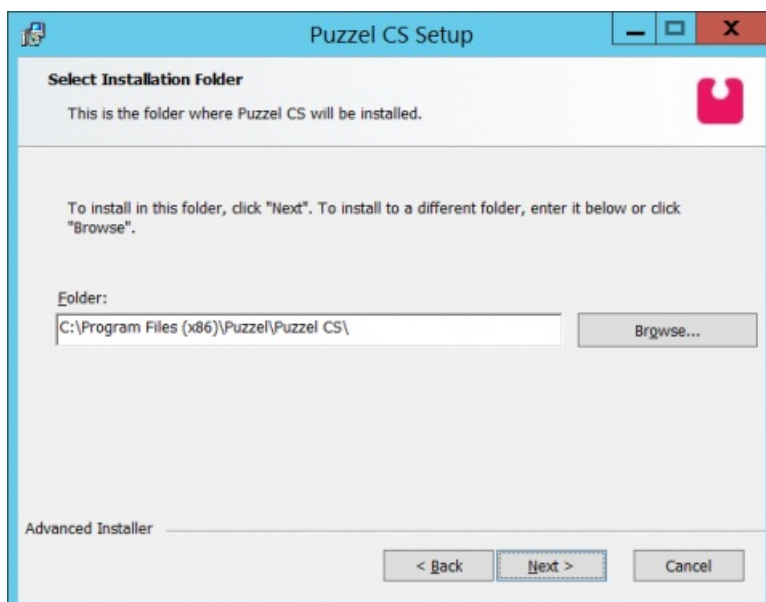 Puzzel CS Setup
Select Installation Folder
This is the folder where Puzzel CS will be installed.
To install in this folder, click "Next". To install to a different folder, enter it below or click
"Browse".
Folder:
C:\Program Files (x86)\Puzzel\Puzzel CS\
Browse...
Advanced Installer
< Back
Next >
Cancel